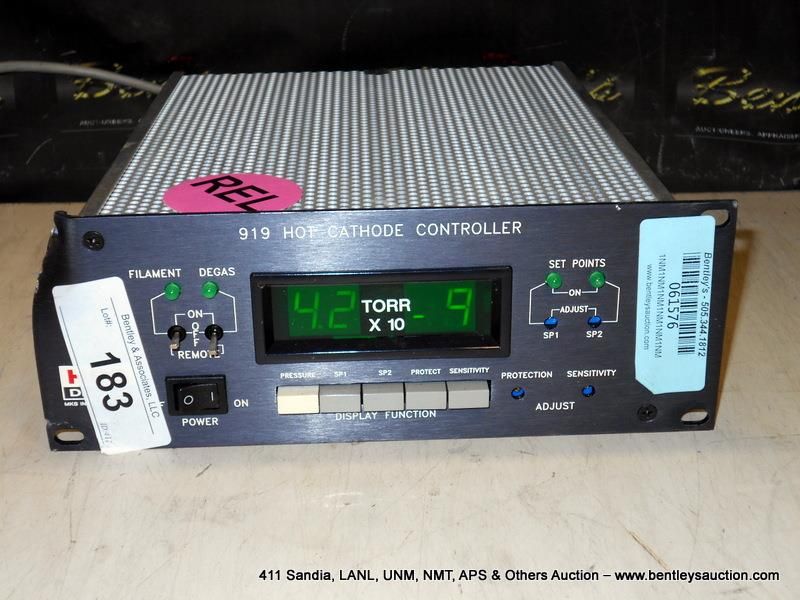 REL
919 HOT CATHODE CONTROLLER
FILAMENT DEGAS
ON
OFF
REMOTE
4.2 TORR X 10 - 9
SET POINTS
ON
ADJUST
SP1 SP2
PRESSURE SP1 SP2 PROTECT SENSITIVITY
DISPLAY FUNCTION
PROTECTION SENSITIVITY
ADJUST
O I ON
POWER
MKS IN
Lot#:
183
Bentley & Associates, LLC
Bentley's - 505.344.1812
061576
1NM1NM1NM1NM1NM1NM1NM
www.bentleysauction.com
411 Sandia, LANL, UNM, NMT, APS & Others Auction – www.bentleysauction.com